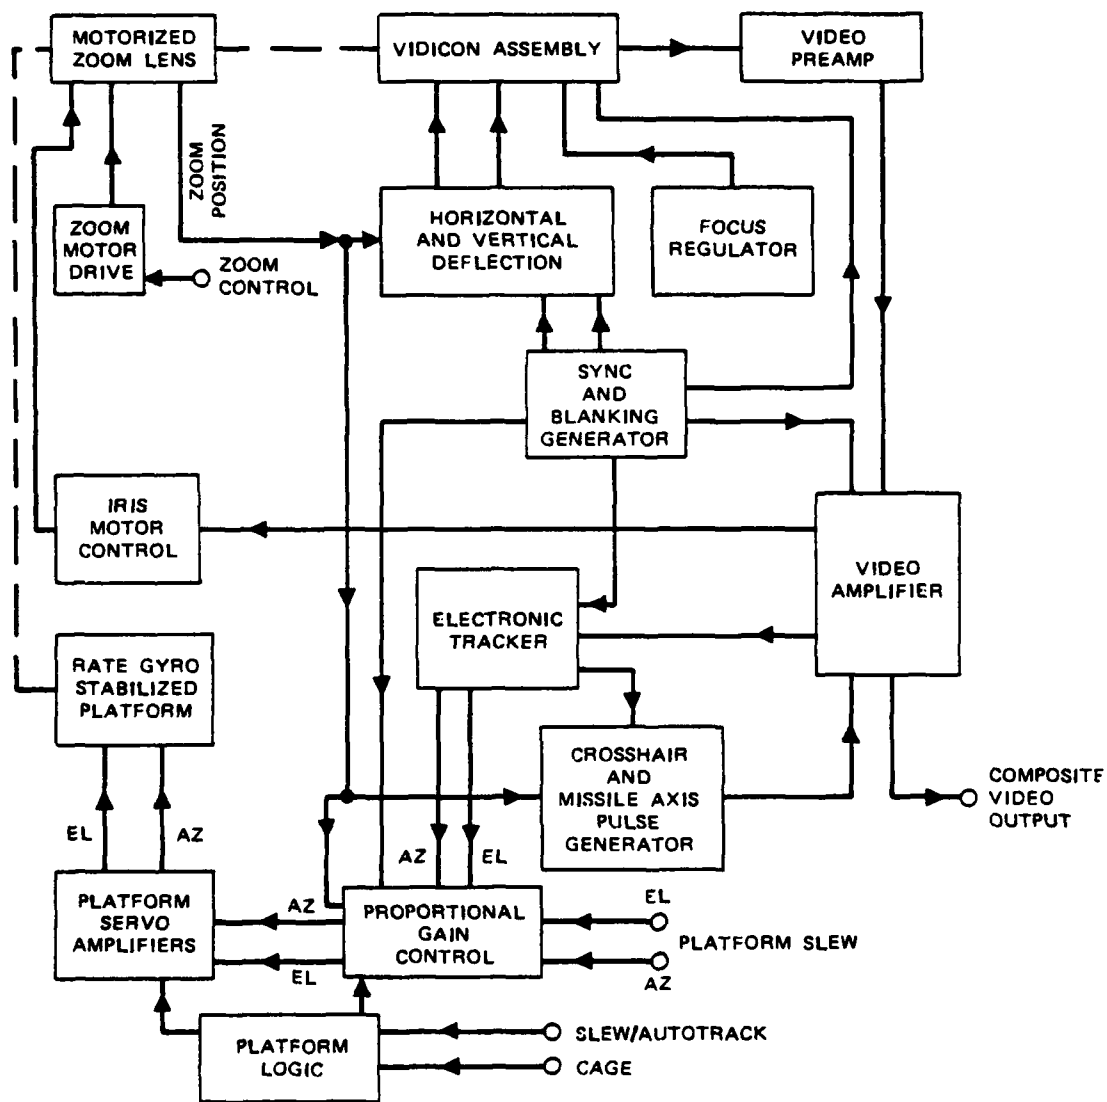 MOTORIZED
ZOOM LENS
VIDICON ASSEMBLY
VIDEO
PREAMP
ZOOM
POSITION
ZOOM
MOTOR
DRIVE
ZOOM
CONTROL
HORIZONTAL
AND VERTICAL
DEFLECTION
FOCUS
REGULATOR
SYNC
AND
BLANKING
GENERATOR
IRIS
MOTOR
CONTROL
VIDEO
AMPLIFIER
ELECTRONIC
TRACKER
RATE GYRO
STABILIZED
PLATFORM
CROSSHAIR
AND
MISSILE AXIS
PULSE
GENERATOR
COMPOSITE
VIDEO
OUTPUT
EL
AZ
AZ
EL
PLATFORM
SERVO
AMPLIFIERS
AZ
EL
PROPORTIONAL
GAIN
CONTROL
EL
PLATFORM SLEW
AZ
PLATFORM
LOGIC
SLEW/AUTOTRACK
CAGE